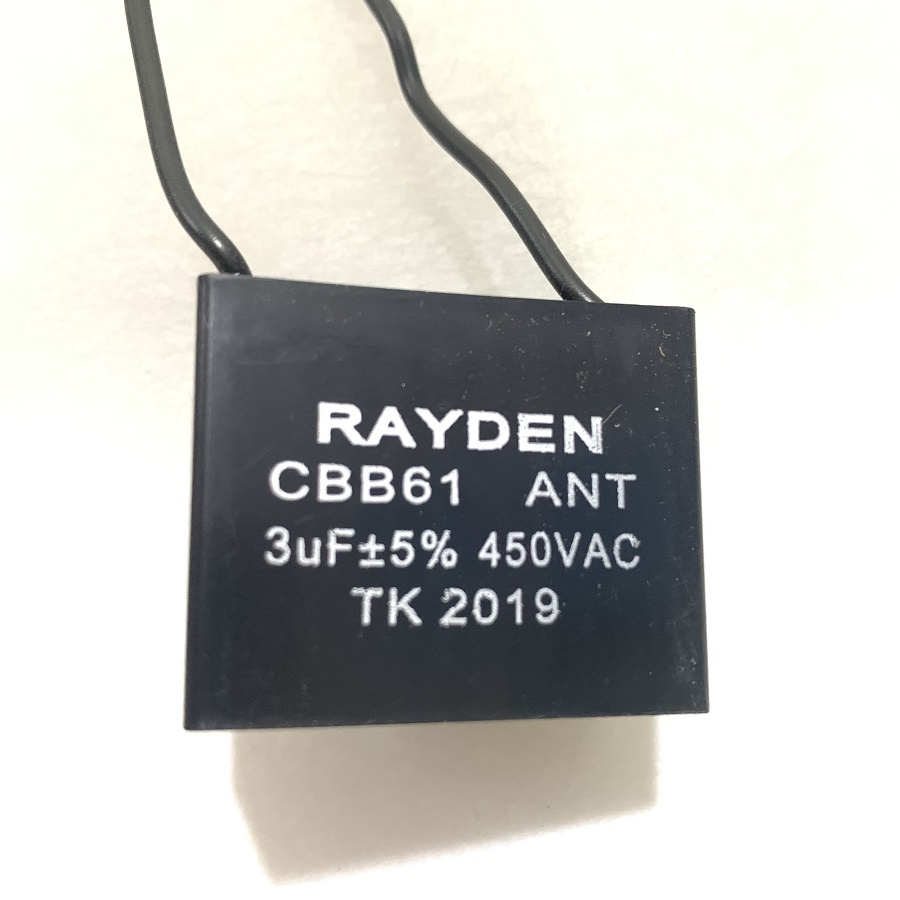 RAYDEN
CBB61 ANT
3uF±5% 450VAC
TK 2019